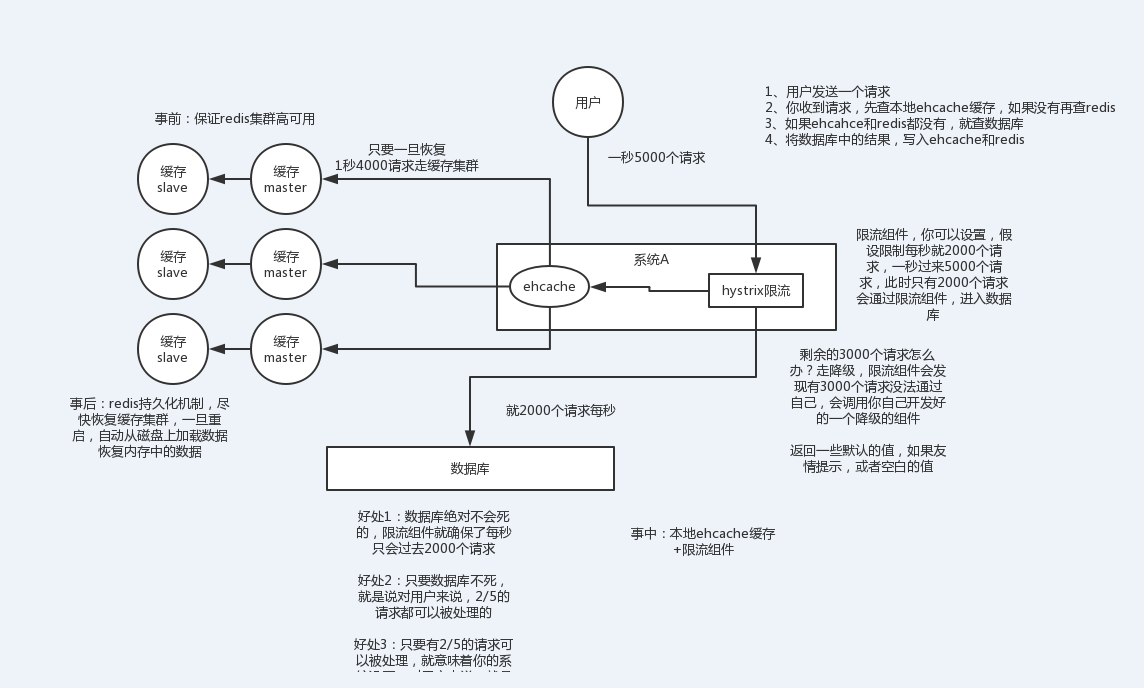 用户
1、用户发送一个请求
2、你收到请求，先查本地ehcache缓存，如果没有再查redis
3、如果ehcahce和redis都没有，就查数据库
4、将数据库中的结果，写入ehcache和redis
事前：保证redis集群高可用
只要一旦恢复
1秒4000请求走缓存集群
一秒5000个请求
缓存
slave
缓存
master
缓存
slave
缓存
master
缓存
slave
缓存
master
系统A
ehcache
hystrix限流
限流组件，你可以设置，假
设限制每秒就2000个请
求，一秒过来5000个请
求，此时只有2000个请求
会通过限流组件，进入数据
库
剩余的3000个请求怎么
办？走降级，限流组件会发
现有3000个请求没法通过
自己，会调用你自己开发好
的一个降级的组件
返回一些默认的值，如果友
情提示，或者空白的值
事后：redis持久化机制，尽
快恢复缓存集群，一旦重
启，自动从磁盘上加载数据
恢复内存中的数据
就2000个请求每秒
数据库
好处1：数据库绝对不会死
的，限流组件就确保了每秒
只会过去2000个请求
好处2：只要数据库不死，
就是说对用户来说，2/5的
请求都可以被处理的
好处3：只要有2/5的请求可
以被处理，就意味着你的系
事中：本地ehcache缓存
+限流组件